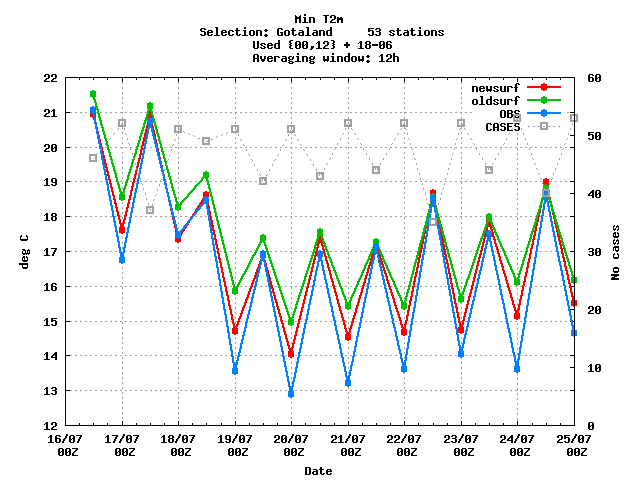 Min T2m
Selection: Gotaland     53 stations
Used {00,12} + 18-06
Averaging window: 12h
newsurf
oldsurf
OBS
CASES
22
21
20
19
18
17
16
15
14
13
12
deg C
60
50
40
30
20
10
0
No cases
16/07 17/07 18/07 19/07 20/07 21/07 22/07 23/07 24/07 25/07
00Z 00Z 00Z 00Z 00Z 00Z 00Z 00Z 00Z 00Z
Date